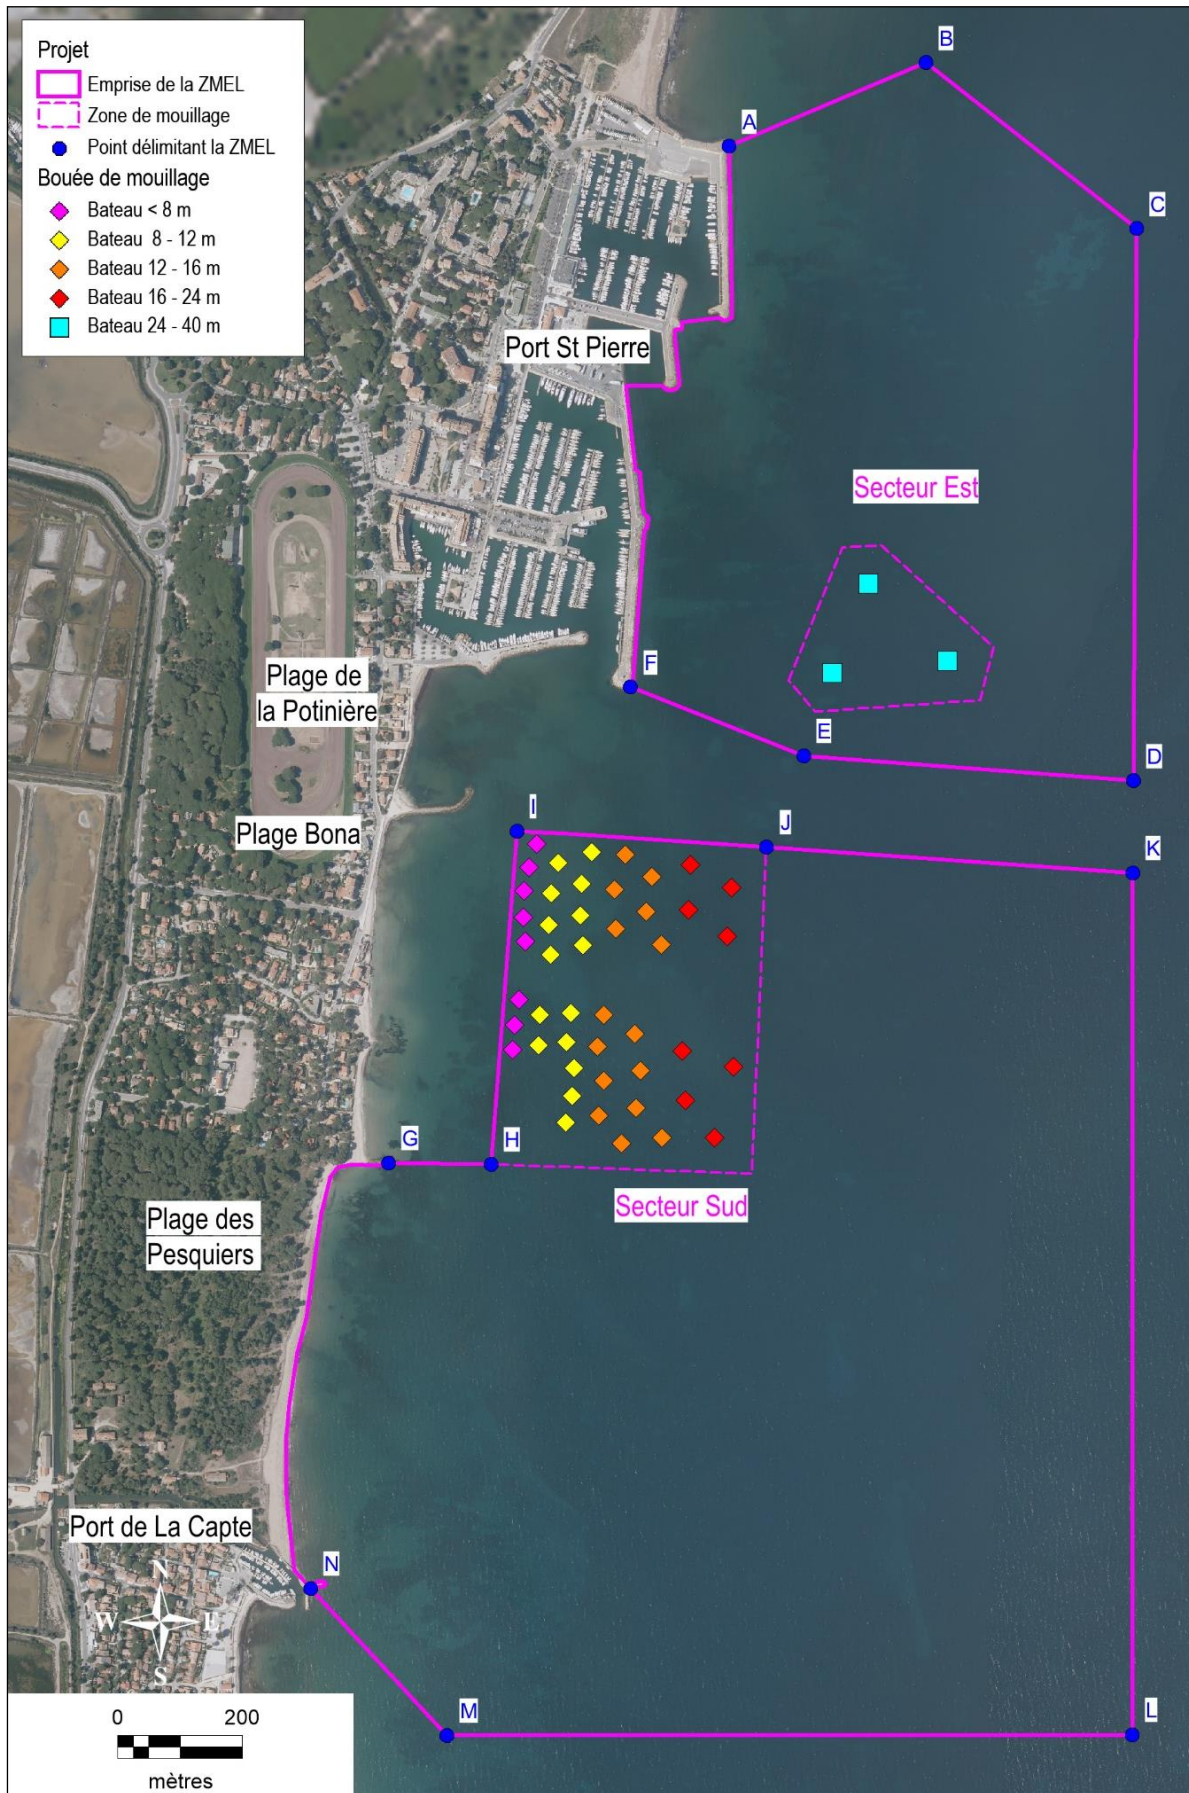 Projet
Emprise de la ZMEL
Zone de mouillage
Point délimitant la ZMEL
Bouée de mouillage
Bateau < 8 m
Bateau 8 - 12 m
Bateau 12 - 16 m
Bateau 16 - 24 m
Bateau 24 - 40 m
B
A
C
Port St Pierre
Secteur Est
F
Plage de
la Potinière
E
D
I
J
Plage Bona
K
G
H
Secteur Sud
Plage des
Pesquiers
Port de La Capte
N
N
W
E
S
M
L
0
200
mètres